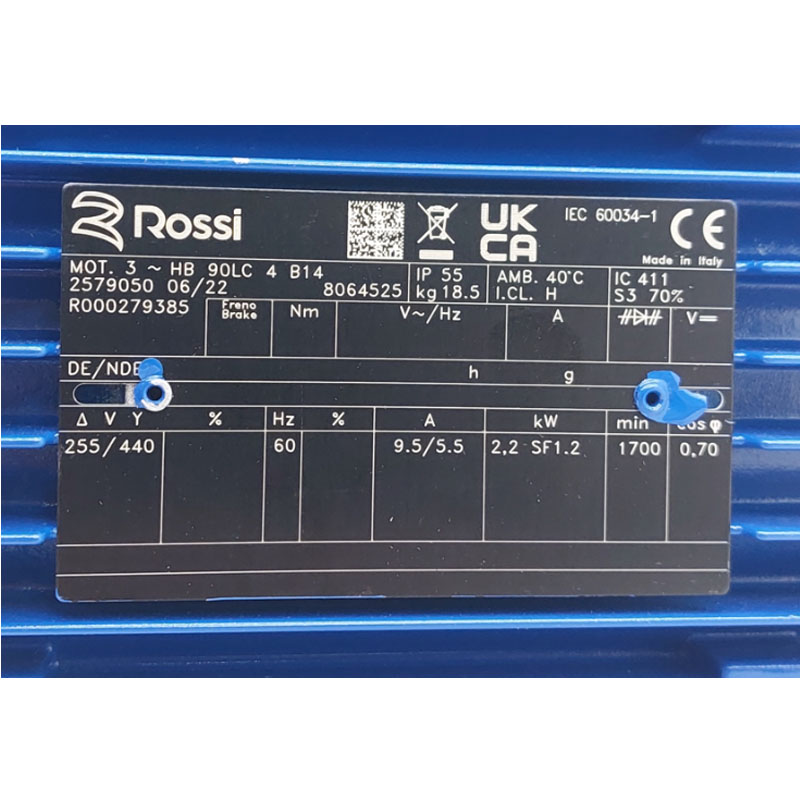 Rossi
UK
CA
IEC 60034-1
CE
Made in Italy
MOT. 3 ~ HB 90LC 4 B14
2579050 06/22 8064525
IP 55
kg 18.5
AMB. 40°C
I.CL. H
IC 411
S3 70%
R000279385
Freno
Brake
Nm
V~/Hz
A
V⎓
DE/NDE
h
g
Δ V Y % Hz % A kW min cos φ
255/440 60 9.5/5.5 2,2 SF1.2 1700 0,70